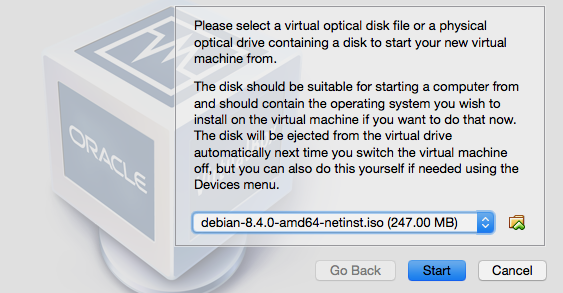 Please select a virtual optical disk file or a physical
optical drive containing a disk to start your new virtual
machine from.
The disk should be suitable for starting a computer from
and should contain the operating system you wish to
install on the virtual machine if you want to do that now.
The disk will be ejected from the virtual drive
automatically next time you switch the virtual machine
off, but you can also do this yourself if needed using the
Devices menu.
ORACLE
debian-8.4.0-amd64-netinst.iso (247.00 MB)
Go Back Start Cancel